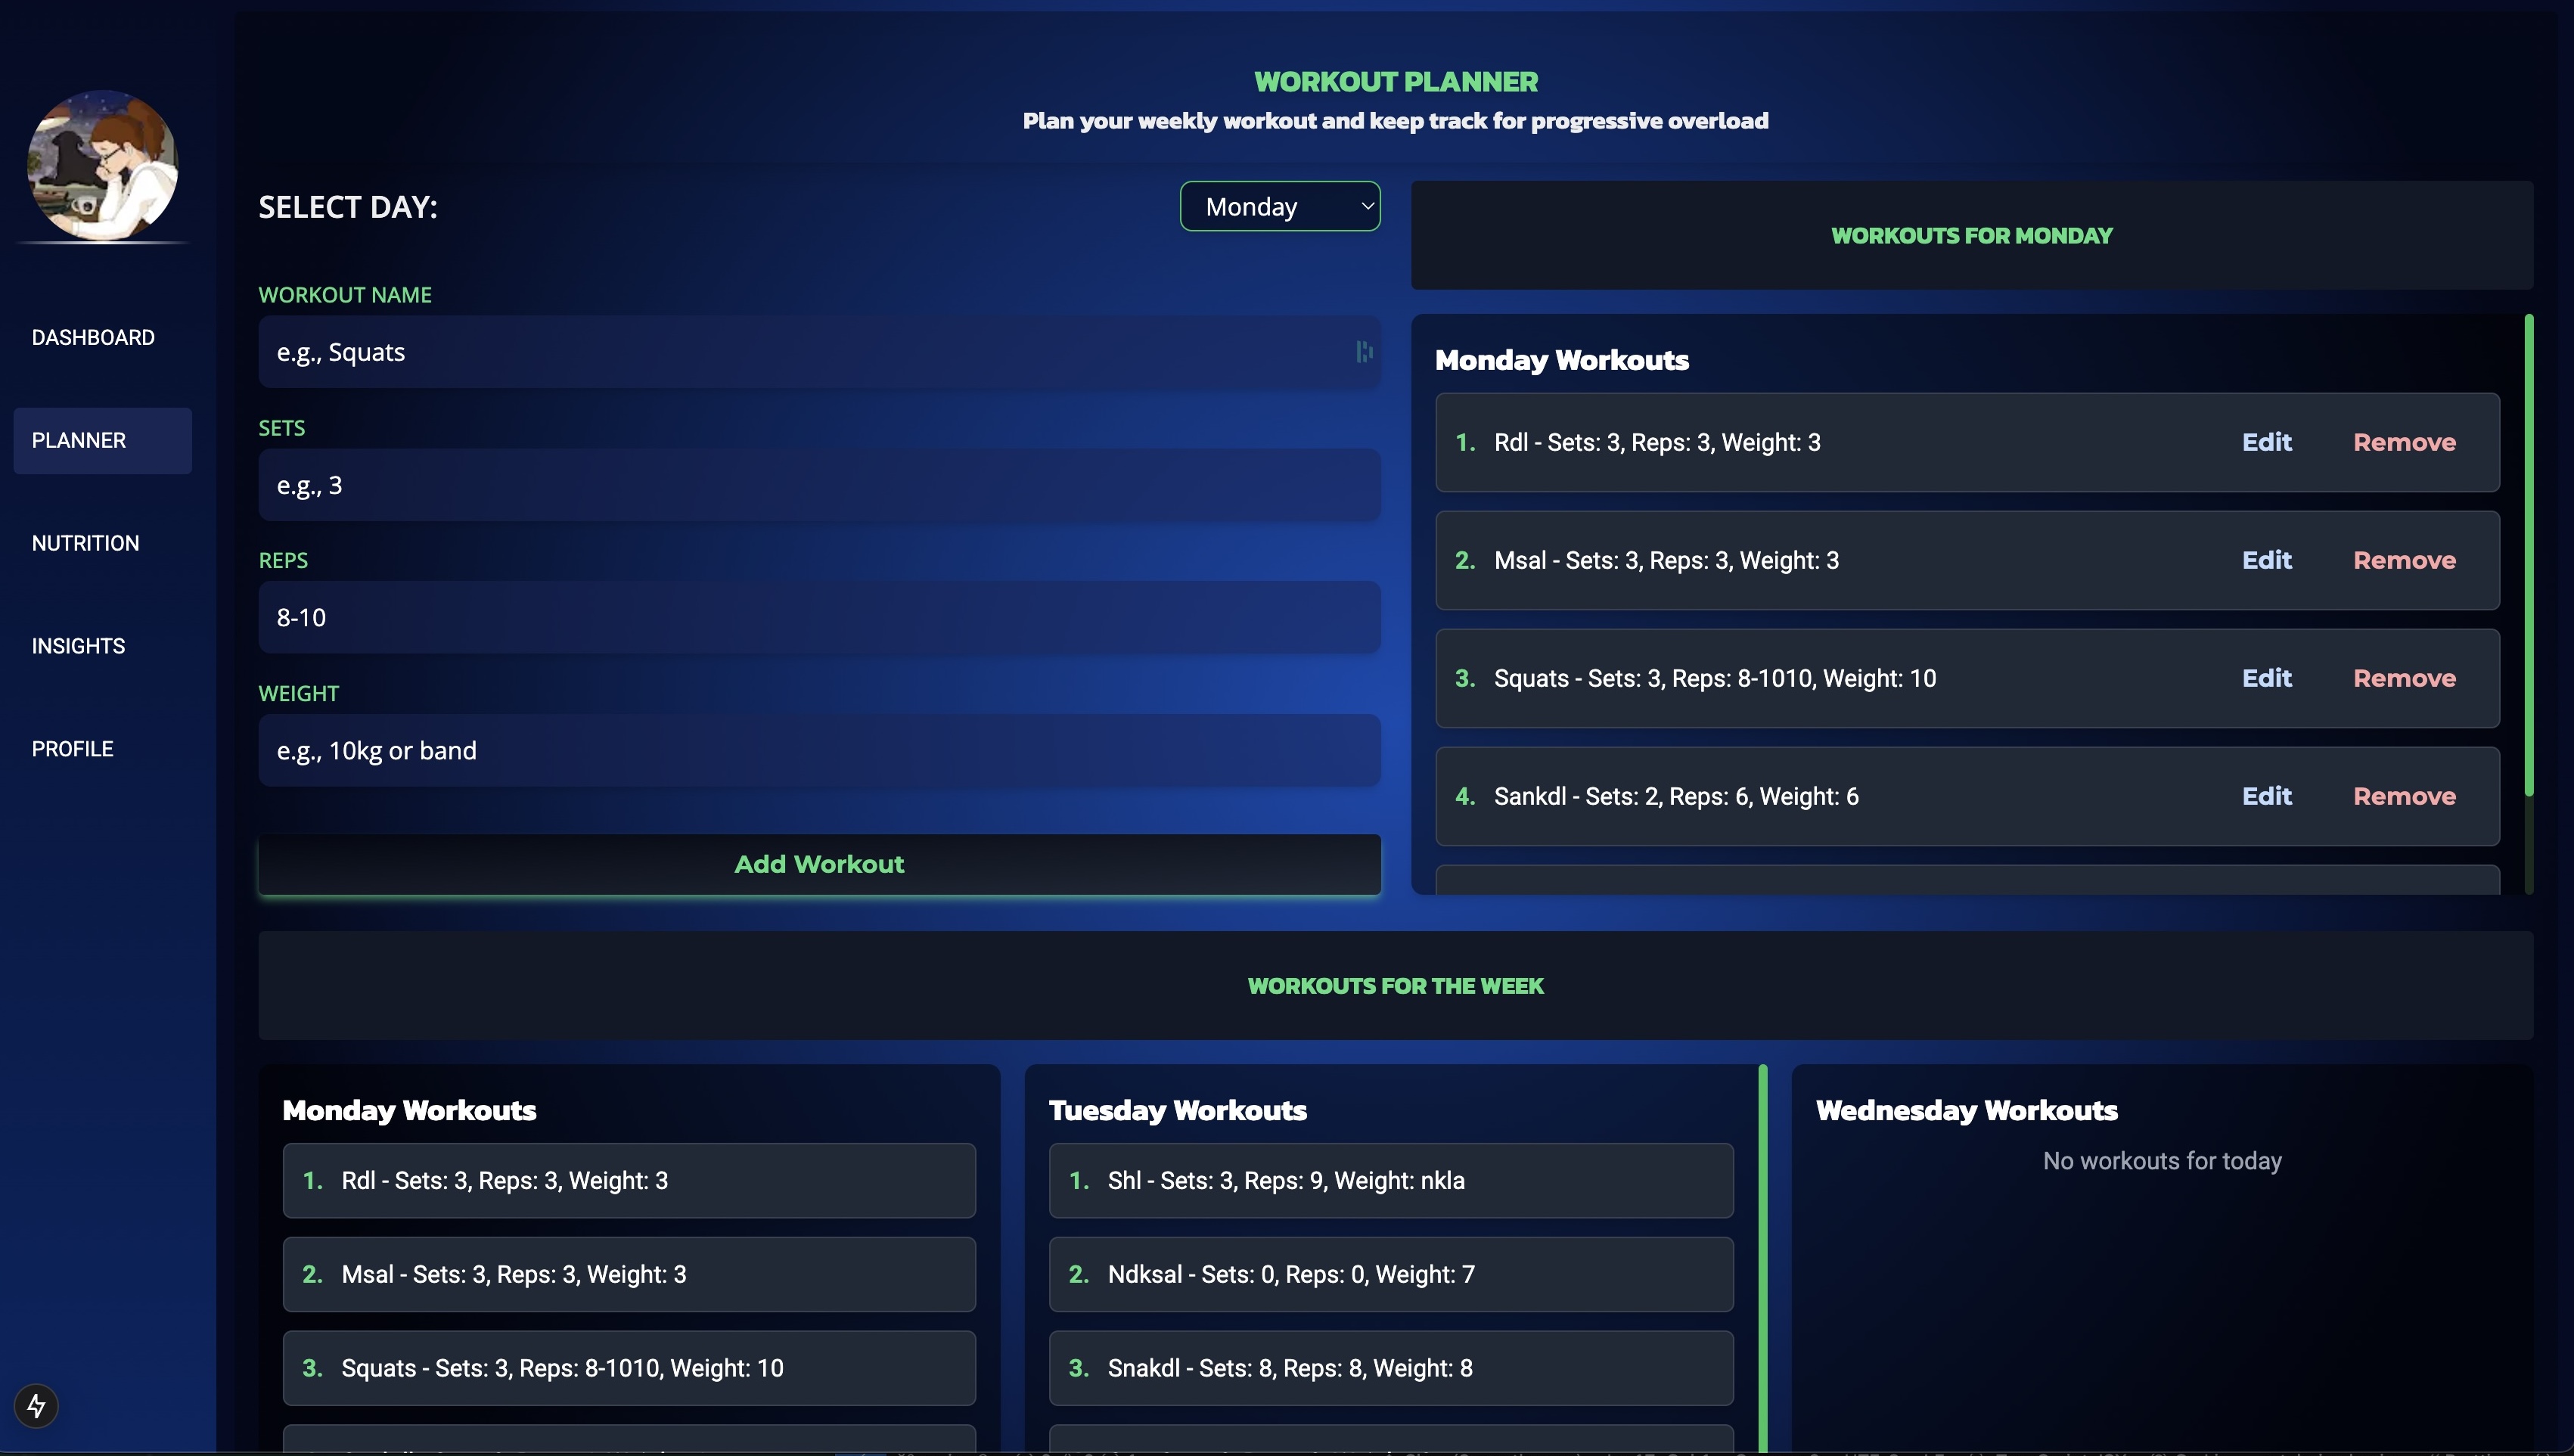 WORKOUT PLANNER
Plan your weekly workout and keep track for progressive overload
DASHBOARD
PLANNER
NUTRITION
INSIGHTS
PROFILE
SELECT DAY:
Monday
WORKOUT NAME
e.g., Squats
SETS
e.g., 3
REPS
8-10
WEIGHT
e.g., 10kg or band
Add Workout
WORKOUTS FOR MONDAY
Monday Workouts
1. Rdl - Sets: 3, Reps: 3, Weight: 3 Edit Remove
2. Msal - Sets: 3, Reps: 3, Weight: 3 Edit Remove
3. Squats - Sets: 3, Reps: 8-1010, Weight: 10 Edit Remove
4. Sankdl - Sets: 2, Reps: 6, Weight: 6 Edit Remove
WORKOUTS FOR THE WEEK
Monday Workouts
1. Rdl - Sets: 3, Reps: 3, Weight: 3
2. Msal - Sets: 3, Reps: 3, Weight: 3
3. Squats - Sets: 3, Reps: 8-1010, Weight: 10
Tuesday Workouts
1. Shl - Sets: 3, Reps: 9, Weight: nkla
2. Ndksal - Sets: 0, Reps: 0, Weight: 7
3. Snakdl - Sets: 8, Reps: 8, Weight: 8
Wednesday Workouts
No workouts for today